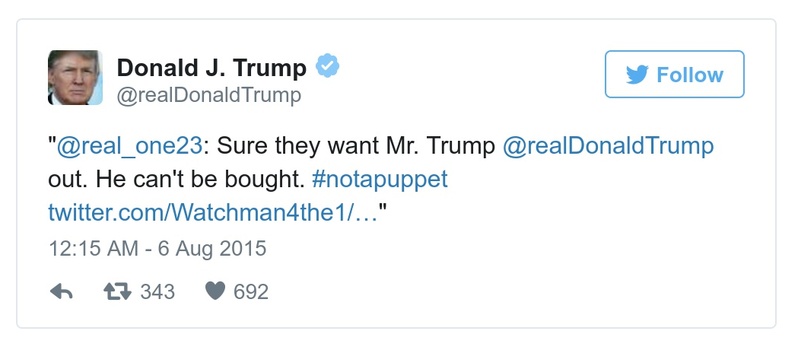 Donald J. Trump
@realDonaldTrump
Follow
"@real_one23: Sure they want Mr. Trump @realDonaldTrump
out. He can't be bought. #notapuppet
twitter.com/Watchman4the1/…"
12:15 AM - 6 Aug 2015
343 692